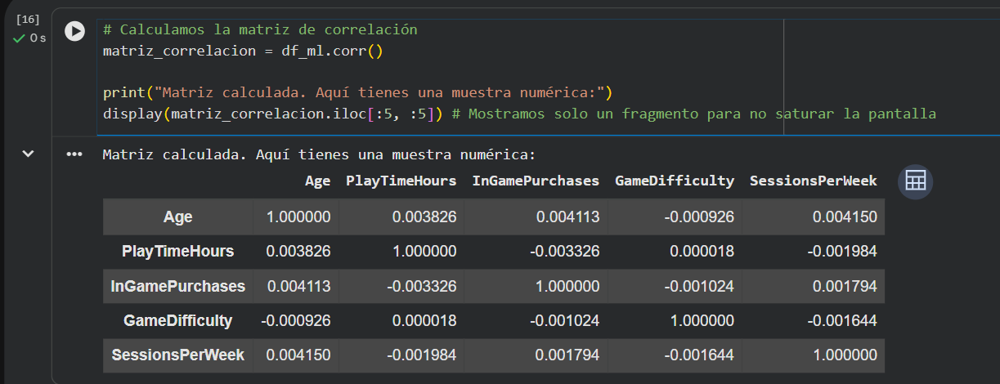 [16]
0 s
# Calculamos la matriz de correlación
matriz_correlacion = df_ml.corr()
print("Matriz calculada. Aquí tienes una muestra numérica:")
display(matriz_correlacion.iloc[:5, :5]) # Mostramos solo un fragmento para no saturar la pantalla
Matriz calculada. Aquí tienes una muestra numérica:
Age PlayTimeHours InGamePurchases GameDifficulty SessionsPerWeek
Age 1.000000 0.003826 0.004113 -0.000926 0.004150
PlayTimeHours 0.003826 1.000000 -0.003326 0.000018 -0.001984
InGamePurchases 0.004113 -0.003326 1.000000 -0.001024 0.001794
GameDifficulty -0.000926 0.000018 -0.001024 1.000000 -0.001644
SessionsPerWeek 0.004150 -0.001984 0.001794 -0.001644 1.000000